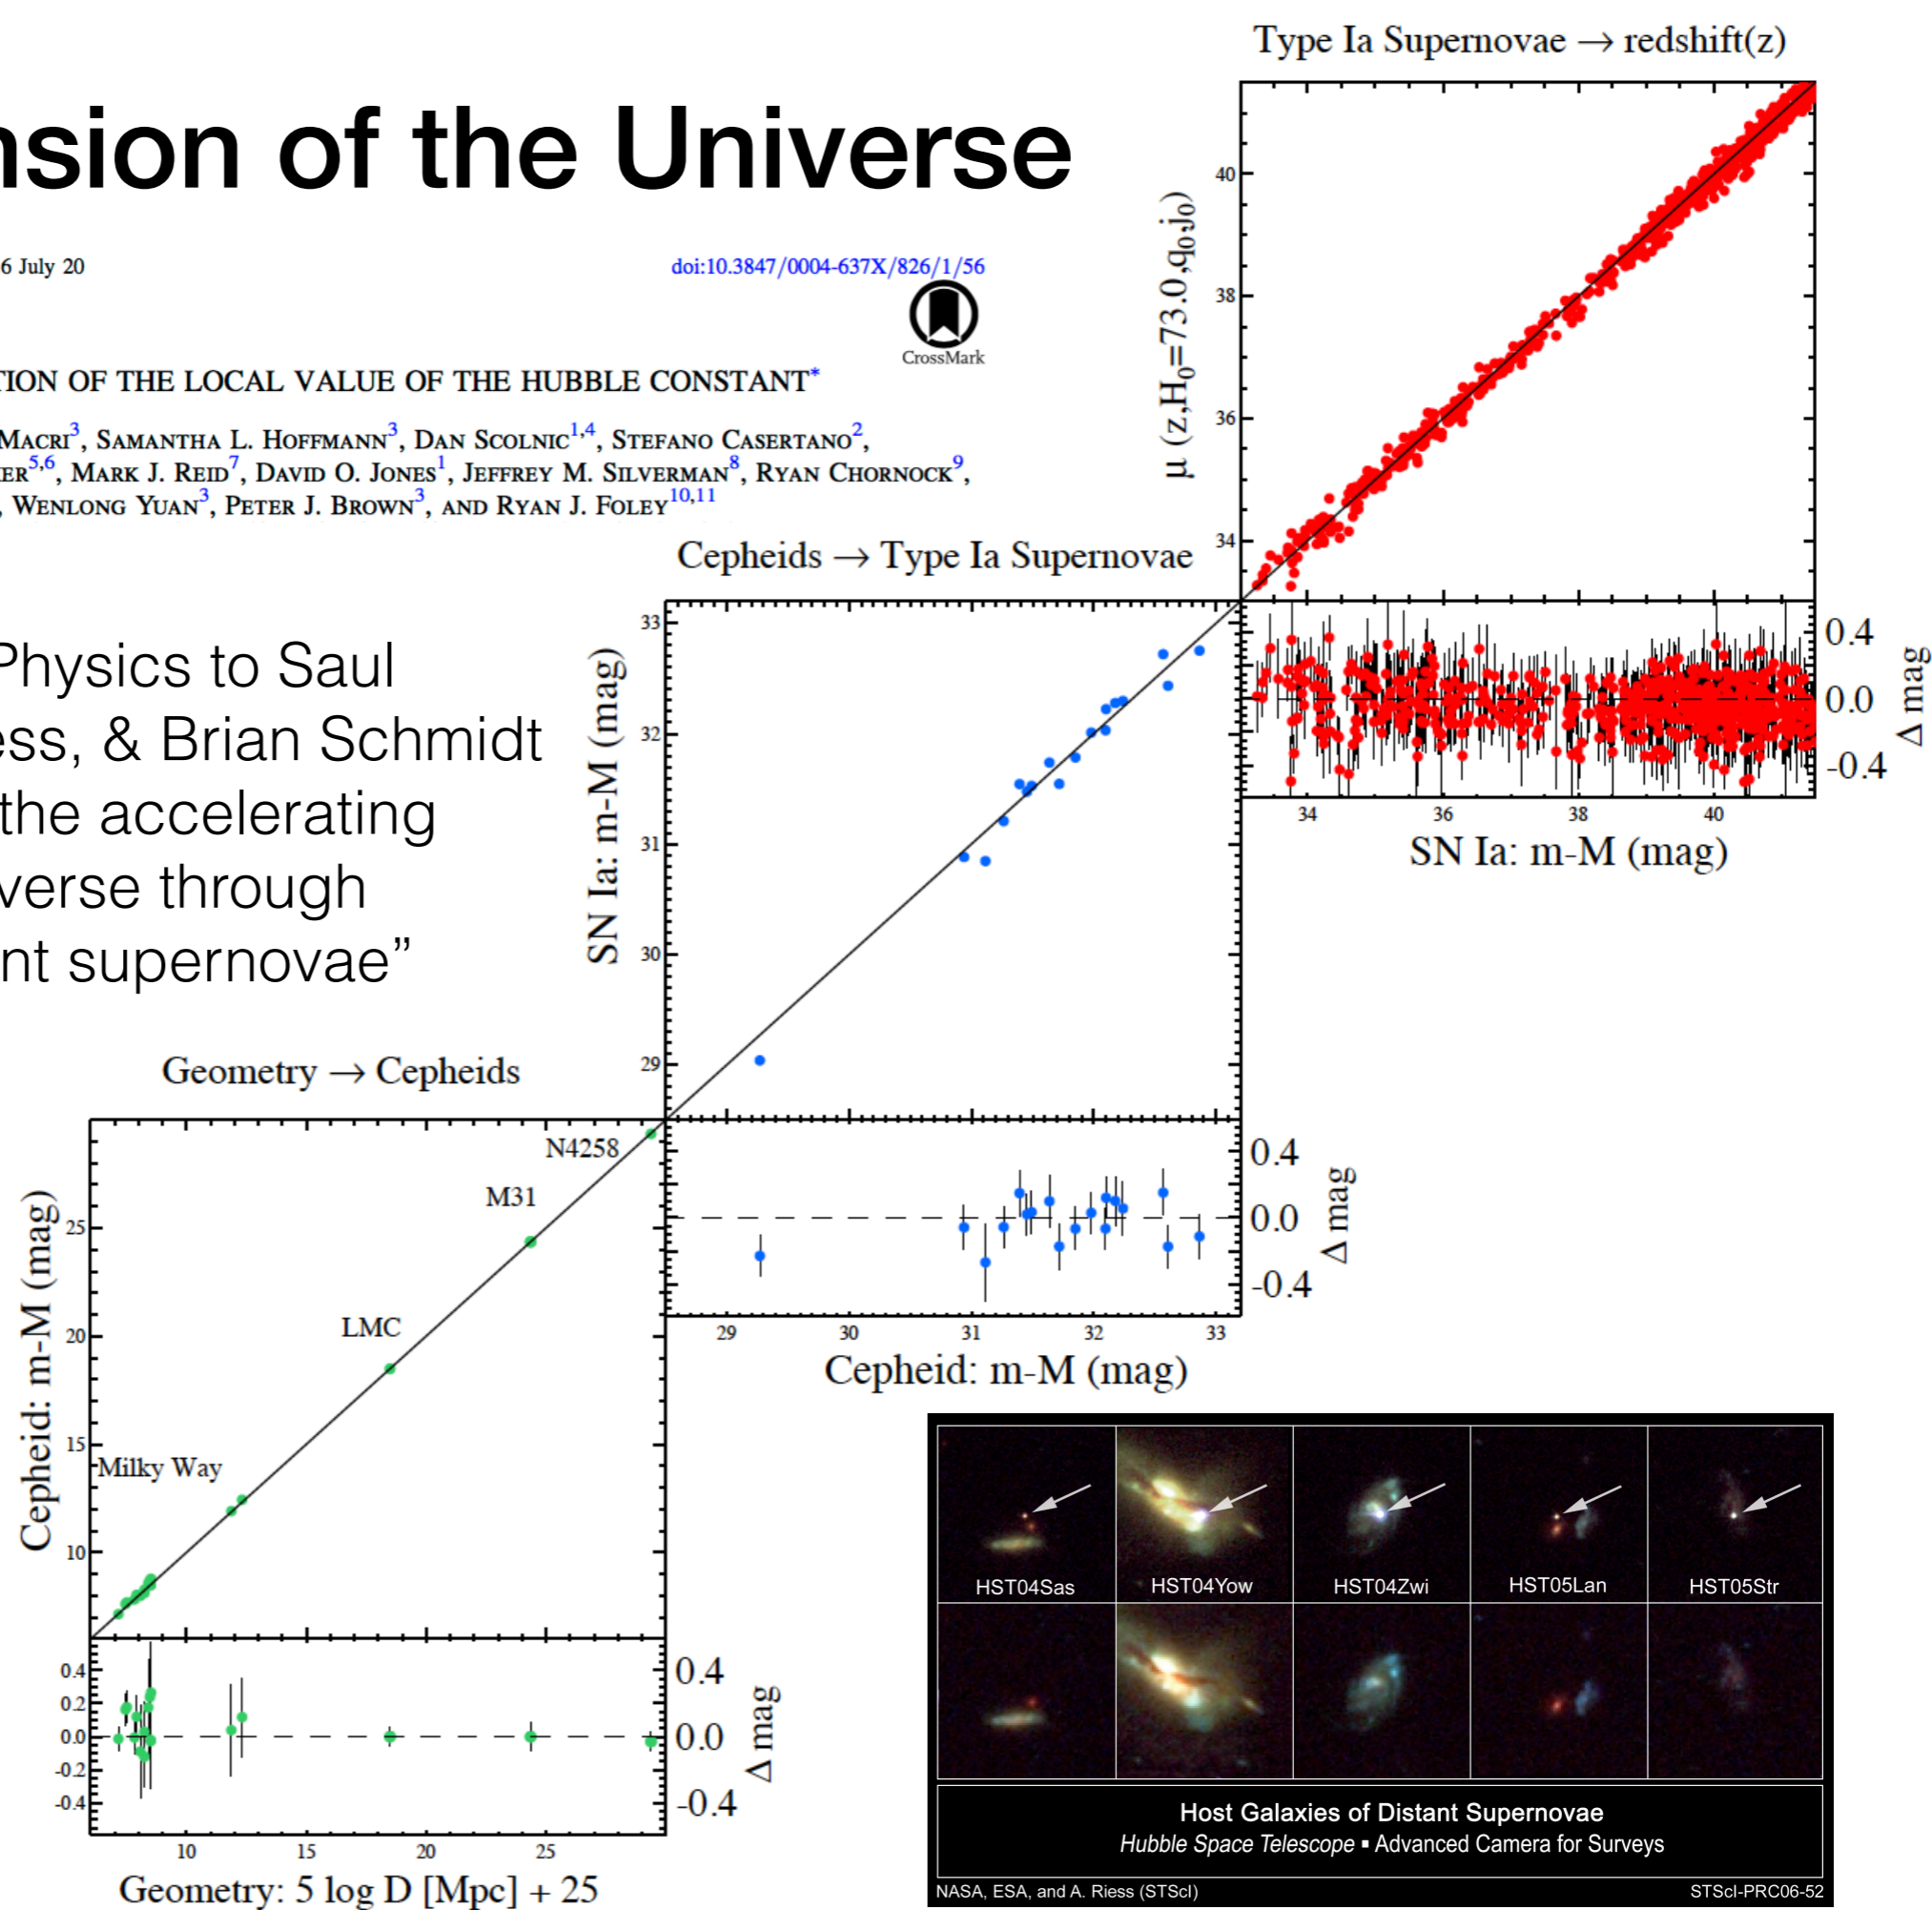 Type Ia Supernovae → redshift(z)
nsion of the Universe
6 July 20
doi:10.3847/0004-637X/826/1/56
CrossMark
TION OF THE LOCAL VALUE OF THE HUBBLE CONSTANT*
MACRI3, SAMANTHA L. HOFFMANN3, DAN SCOLNIC1,4, STEFANO CASERTANO2,
ER5,6, MARK J. REID7, DAVID O. JONES1, JEFFREY M. SILVERMAN8, RYAN CHORNOCK9,
, WENLONG YUAN3, PETER J. BROWN3, AND RYAN J. FOLEY10,11
μ (z,H0=73.0,q0,j0)
40
38
36
34
0.4
0.0
-0.4
Δ mag
34 36 38 40
SN Ia: m-M (mag)
Physics to Saul
ess, & Brian Schmidt
the accelerating
verse through
nt supernovae”
Cepheids → Type Ia Supernovae
SN Ia: m-M (mag)
33
32
31
30
29
0.4
0.0
-0.4
Δ mag
29 30 31 32 33
Cepheid: m-M (mag)
Geometry → Cepheids
Cepheid: m-M (mag)
25
20
15
10
N4258
M31
LMC
Milky Way
0.4
0.2
0.0
-0.2
-0.4
0.4
0.0
-0.4
Δ mag
10 15 20 25
Geometry: 5 log D [Mpc] + 25
HST04Sas HST04Yow HST04Zwi HST05Lan HST05Str
Host Galaxies of Distant Supernovae
Hubble Space Telescope ▪ Advanced Camera for Surveys
NASA, ESA, and A. Riess (STScI) STScI-PRC06-52